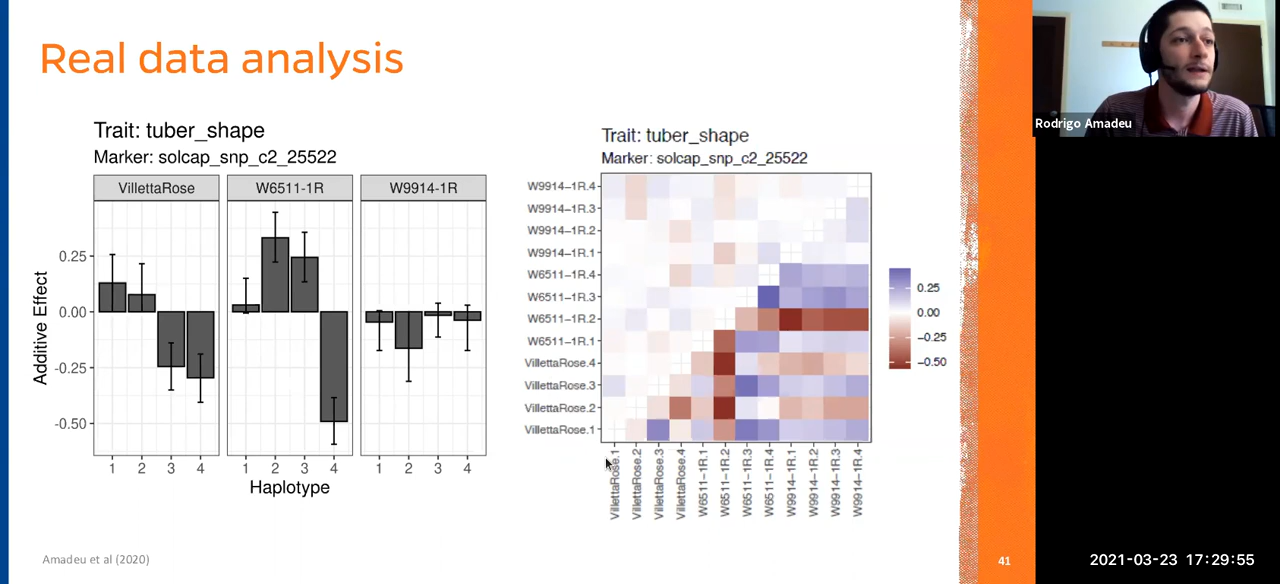 Real data analysis
Trait: tuber_shape
Marker: solcap_snp_c2_25522
VillettaRose W6511-1R W9914-1R
Additive Effect
0.25
0.00
-0.25
-0.50
1 2 3 4 1 2 3 4 1 2 3 4
Haplotype
Trait: tuber_shape
Marker: solcap_snp_c2_25522
W9914−1R.4
W9914−1R.3
W9914−1R.2
W9914−1R.1
W6511−1R.4
W6511−1R.3
W6511−1R.2
W6511−1R.1
VillettaRose.4
VillettaRose.3
VillettaRose.2
VillettaRose.1
VillettaRose.1
VillettaRose.2
VillettaRose.3
VillettaRose.4
W6511−1R.1
W6511−1R.2
W6511−1R.3
W6511−1R.4
W9914−1R.1
W9914−1R.2
W9914−1R.3
W9914−1R.4
0.25
0.00
−0.25
−0.50
Rodrigo Amadeu
Amadeu et al (2020)
41
2021-03-23 17:29:55